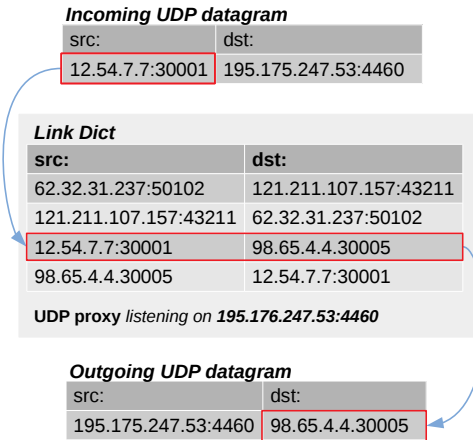 Incoming UDP datagram
src: dst:
12.54.7.7:30001 195.175.247.53:4460
Link Dict
src: dst:
62.32.31.237:50102 121.211.107.157:43211
121.211.107.157:43211 62.32.31.237:50102
12.54.7.7:30001 98.65.4.4.30005
98.65.4.4.30005 12.54.7.7:30001
UDP proxy listening on 195.176.247.53:4460
Outgoing UDP datagram
src: dst:
195.175.247.53:4460 98.65.4.4.30005